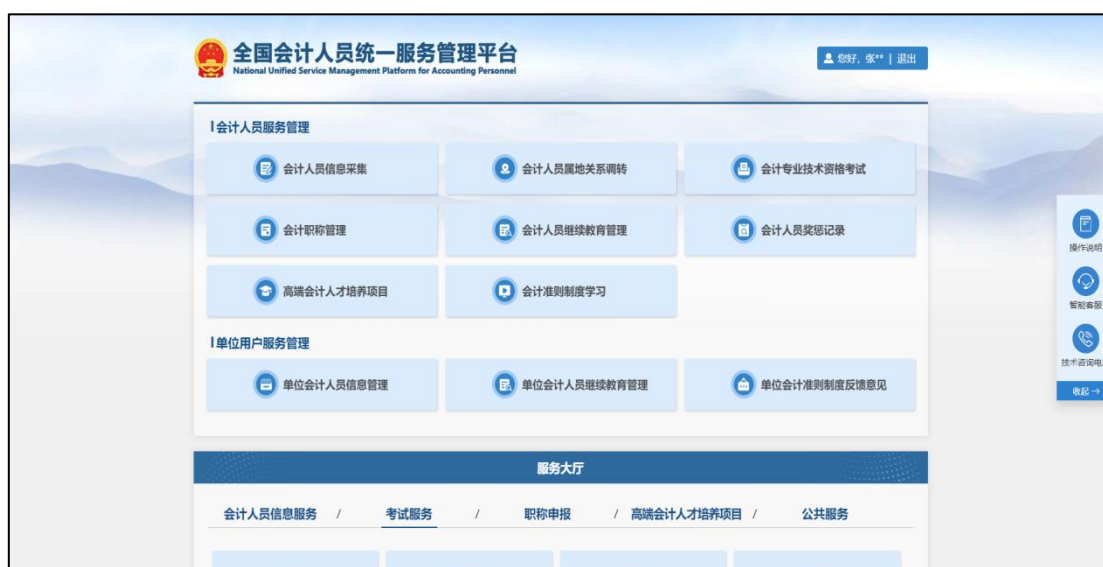 全国会计人员统一服务管理平台
National Unified Service Management Platform for Accounting Personnel
您好，张** | 退出
会计人员服务管理
会计人员信息采集
会计人员属地关系调转
会计专业技术资格考试
会计职称管理
会计人员继续教育管理
会计人员奖惩记录
高端会计人才培养项目
会计准则制度学习
单位用户服务管理
单位会计人员信息管理
单位会计人员继续教育管理
单位会计准则制度反馈意见
操作说明
智能客服
技术咨询电
收起→
服务大厅
会计人员信息服务 / 考试服务 / 职称申报 / 高端会计人才培养项目 / 公共服务